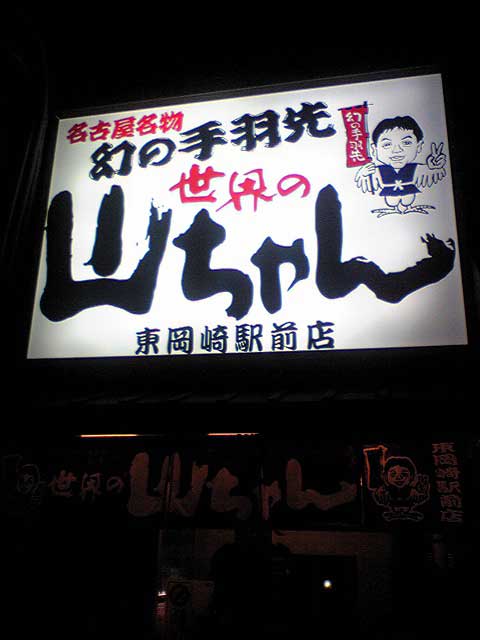 名古屋名物
幻の手羽先
幻の手羽先
世界の
山ちゃん
東岡崎駅前店
世界の山ちゃん
東岡崎駅前店